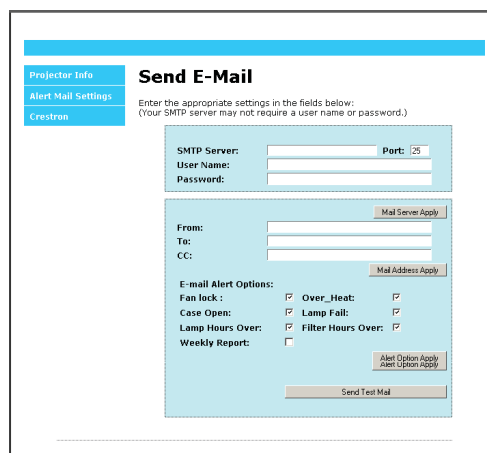 Projector Info
Alert Mail Settings
Crestron
Send E-Mail
Enter the appropriate settings in the fields below:
(Your SMTP server may not require a user name or password.)
SMTP Server: Port: 25
User Name:
Password:
Mail Server Apply
From:
To:
CC:
Mail Address Apply
E-mail Alert Options:
Fan lock : Over_Heat:
Case Open: Lamp Fail:
Lamp Hours Over: Filter Hours Over:
Weekly Report:
Alert Option Apply
Alert Option Apply
Send Test Mail